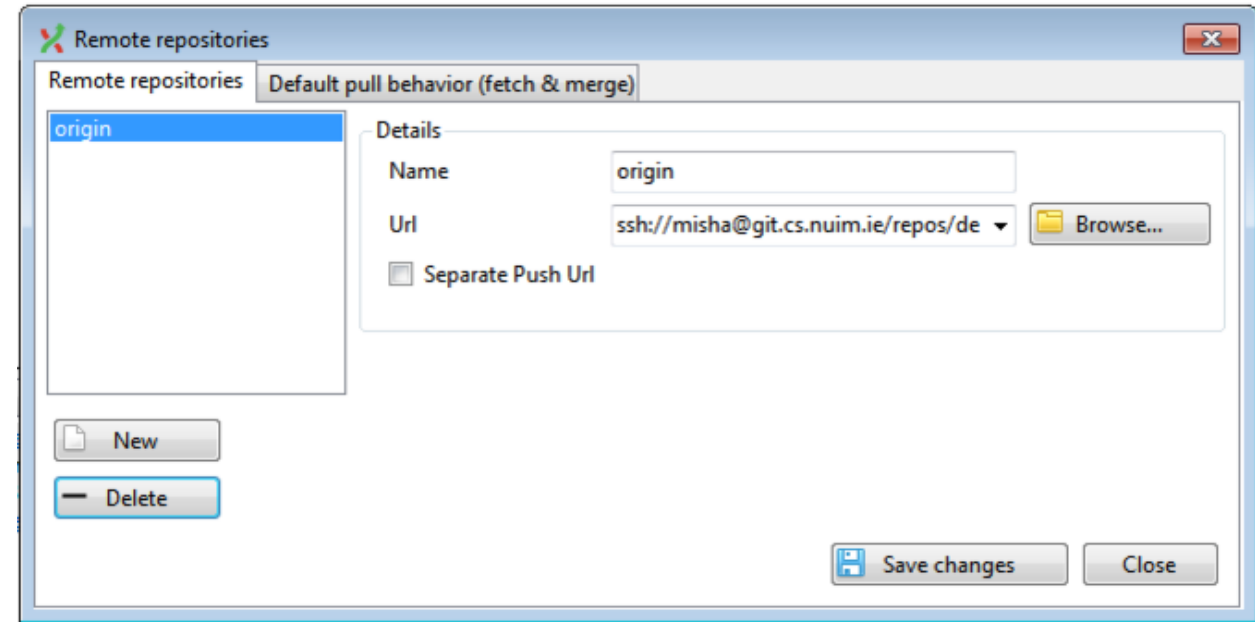 Remote repositories
Remote repositories Default pull behavior (fetch & merge)
origin
Details
Name origin
Url ssh://misha@git.cs.nuim.ie/repos/de Browse...
Separate Push Url
New
Delete
Save changes Close